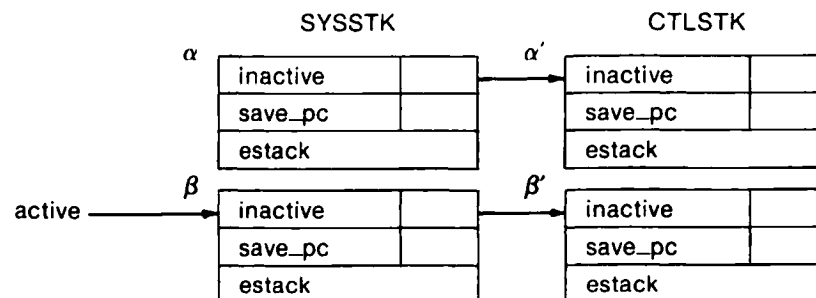 SYSSTK CTLSTK
α α′
inactive inactive
save_pc save_pc
estack estack
β β′
active inactive inactive
save_pc save_pc
estack estack